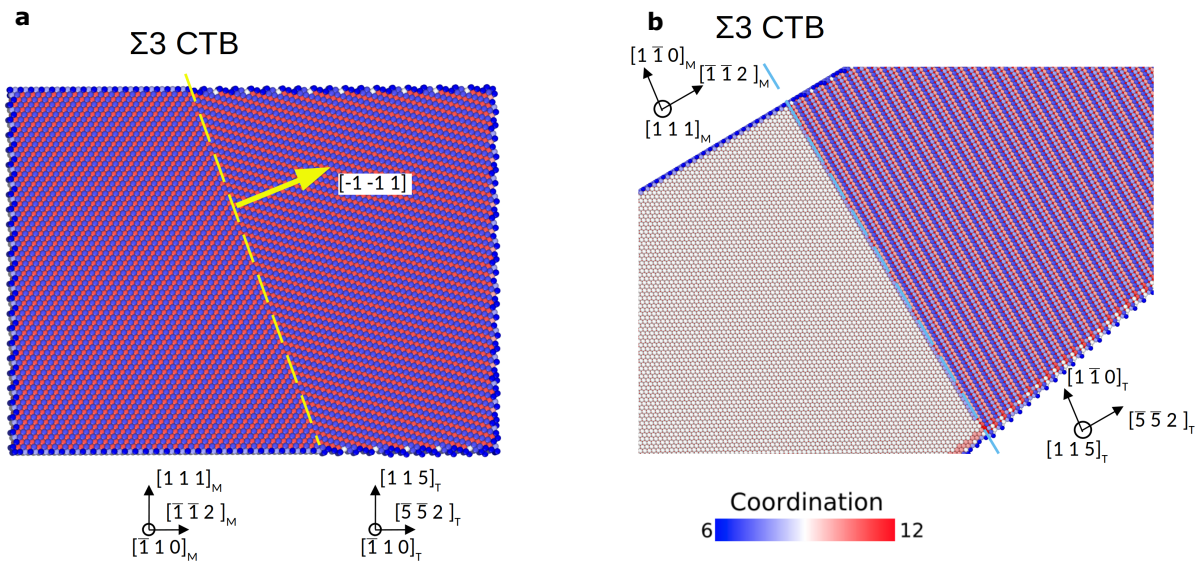 a
Σ3 CTB
[-1 -1 1]
[1 1 1]M
[1̅ 1̅ 2 ]M
[1̅ 1 0]M
[1 1 5]T
[5̅ 5̅ 2 ]T
[1̅ 1 0]T
b
Σ3 CTB
[1 1̅ 0]M
[1̅ 1̅ 2 ]M
[1 1 1]M
[1 1̅ 0]T
[5̅ 5̅ 2 ]T
[1 1 5]T
Coordination
6 12